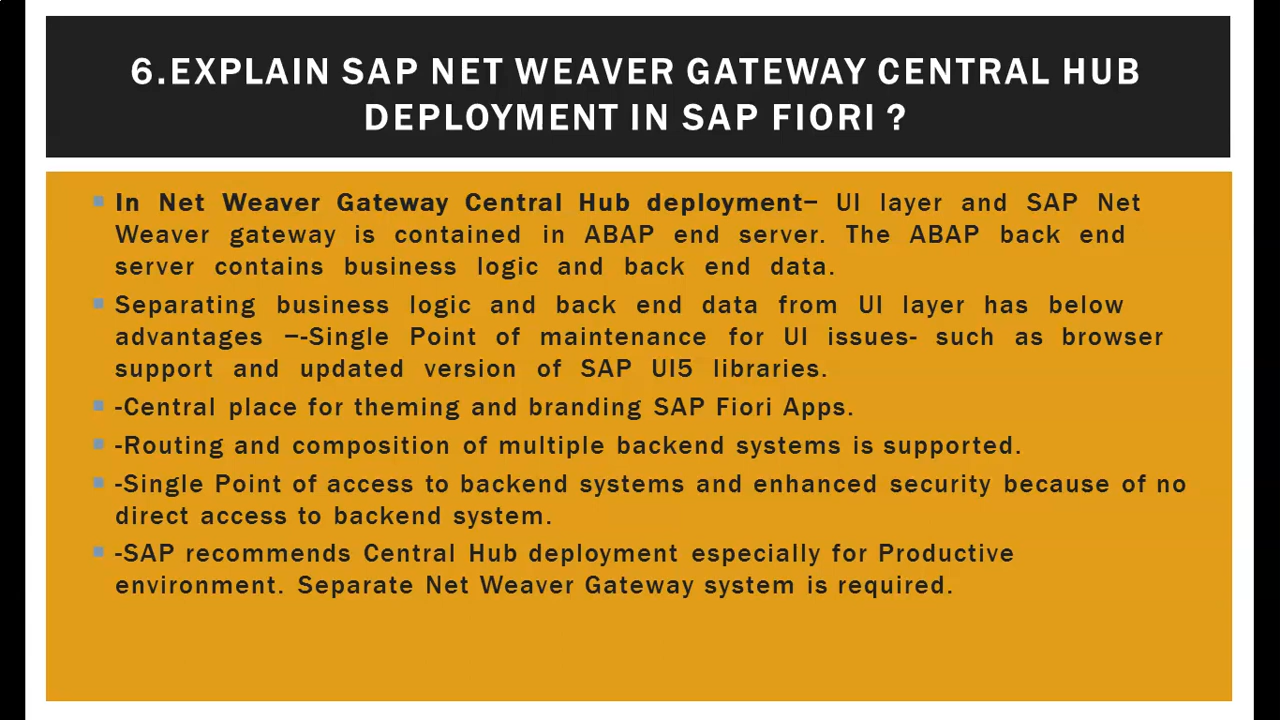 6.EXPLAIN SAP NET WEAVER GATEWAY CENTRAL HUB
DEPLOYMENT IN SAP FIORI ?
In Net Weaver Gateway Central Hub deployment− UI layer and SAP Net
Weaver gateway is contained in ABAP end server. The ABAP back end
server contains business logic and back end data.
Separating business logic and back end data from UI layer has below
advantages −-Single Point of maintenance for UI issues- such as browser
support and updated version of SAP UI5 libraries.
-Central place for theming and branding SAP Fiori Apps.
-Routing and composition of multiple backend systems is supported.
-Single Point of access to backend systems and enhanced security because of no
direct access to backend system.
-SAP recommends Central Hub deployment especially for Productive
environment. Separate Net Weaver Gateway system is required.